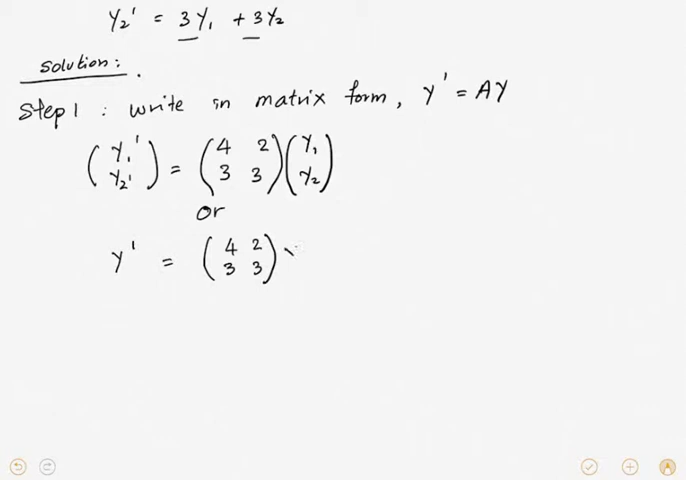 Y₂' = 3Y₁ + 3Y₂
Solution:
Step 1 : write in matrix form, Y' = AY
(Y₁' Y₂') = (4 2 3 3)(Y₁ Y₂)
or
Y' = (4 2 3 3)